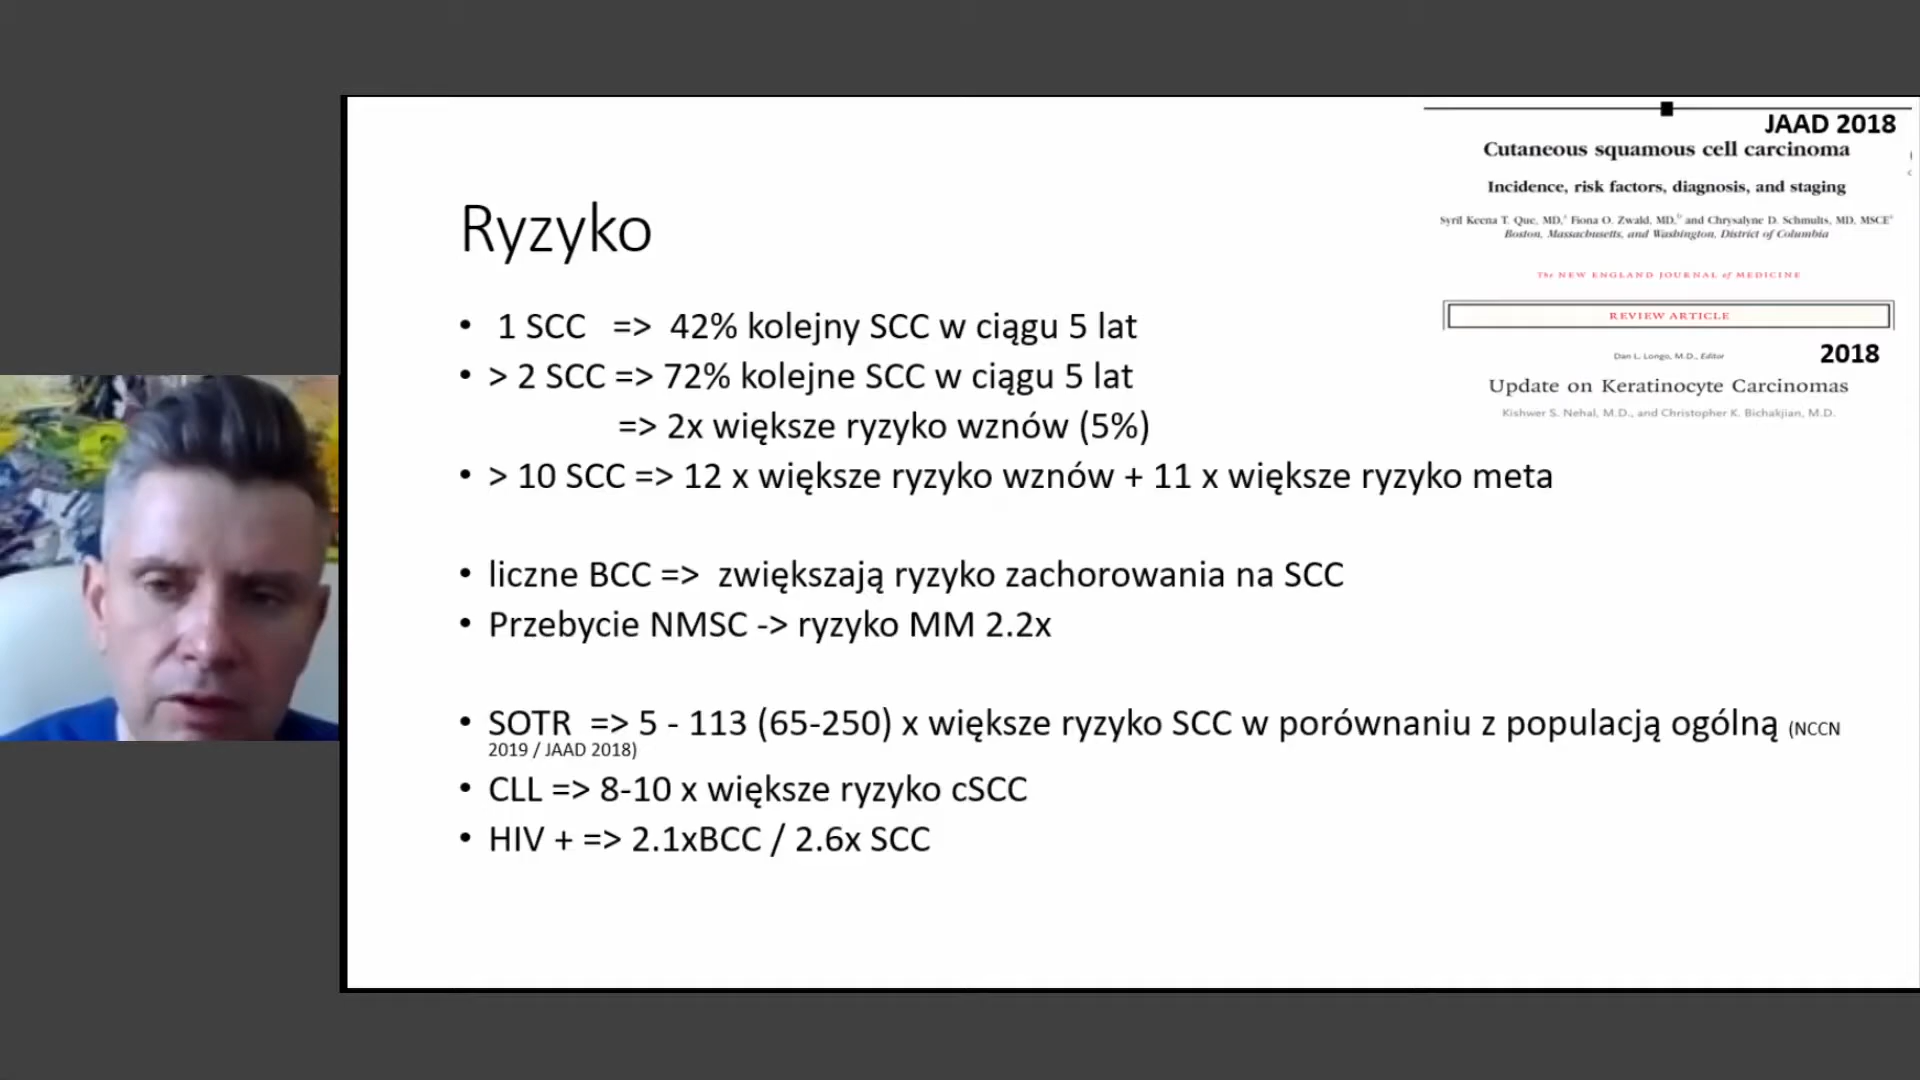 JAAD 2018
Cutaneous squamous cell carcinoma
Incidence, risk factors, diagnosis, and staging
Syril Keena T. Que, MD, Fiona O. Zwald, MD, and Chrysalyne D. Schmults, MD, MSCE
Boston, Massachusetts, and Washington, District of Columbia
The NEW ENGLAND JOURNAL of MEDICINE
REVIEW ARTICLE
Dan L. Longo, M.D., Editor
2018
Update on Keratinocyte Carcinomas
Kishwer S. Nehal, M.D., and Christopher K. Bichakjian, M.D.
Ryzyko
• 1 SCC => 42% kolejny SCC w ciągu 5 lat
• > 2 SCC => 72% kolejne SCC w ciągu 5 lat
=> 2x większe ryzyko wznów (5%)
• > 10 SCC => 12 x większe ryzyko wznów + 11 x większe ryzyko meta
• liczne BCC => zwiększają ryzyko zachorowania na SCC
• Przebycie NMSC -> ryzyko MM 2.2x
• SOTR => 5 - 113 (65-250) x większe ryzyko SCC w porównaniu z populacją ogólną (NCCN
2019 / JAAD 2018)
• CLL => 8-10 x większe ryzyko cSCC
• HIV + => 2.1xBCC / 2.6x SCC